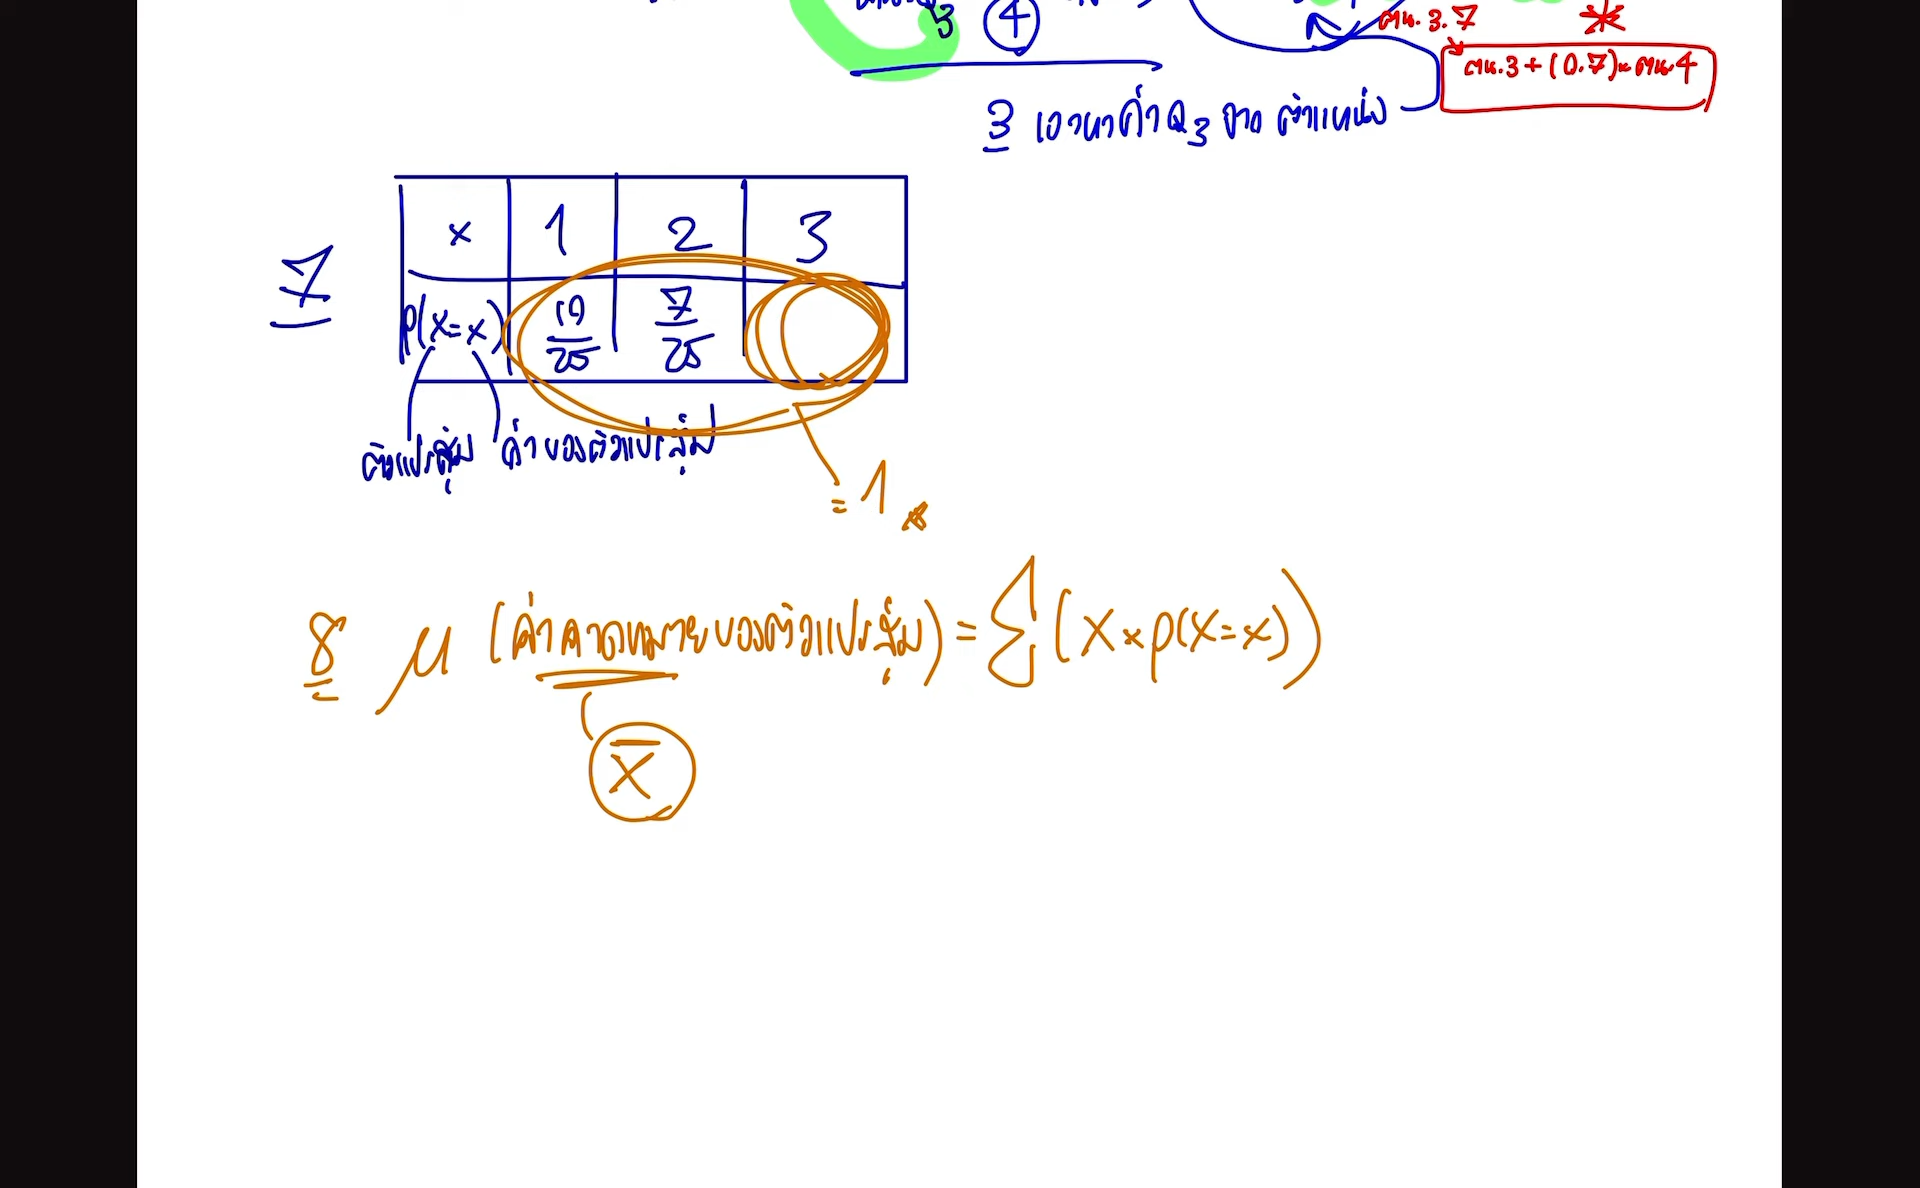 3 ④
ตน. 3.7
ตน.3 + (0.7) × ตน.4
3 เอาหาค่า Q3 จาก ตำแหน่ง
7
x 1 2 3
P(X=x) 10/25 7/25
ตัวแปรสุ่ม ค่าของตัวแปรสุ่ม
= 1
8 μ (ค่าคาดหมายของตัวแปรสุ่ม) = Σ(X × P(X=x))
X̄